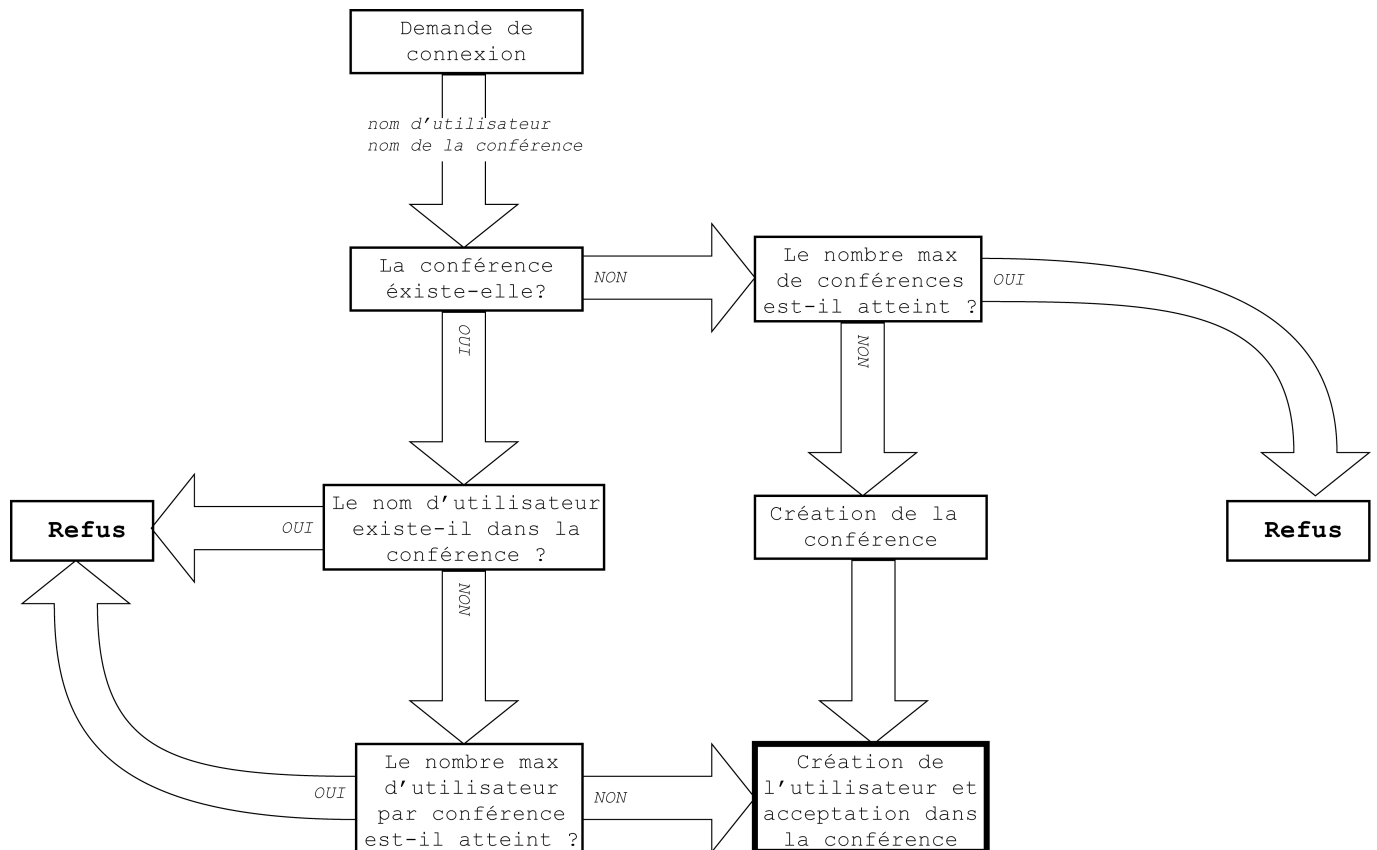 Demande de
connexion
nom d'utilisateur
nom de la conférence
La conférence
éxiste-elle?
NON
Le nombre max
de conférences
est-il atteint ?
OUI
OUI
NON
Refus
OUI
Le nom d'utilisateur
existe-il dans la
conférence ?
Création de la
conférence
Refus
NON
OUI
Le nombre max
d'utilisateur
par conférence
est-il atteint ?
NON
Création de
l'utilisateur et
acceptation dans
la conférence